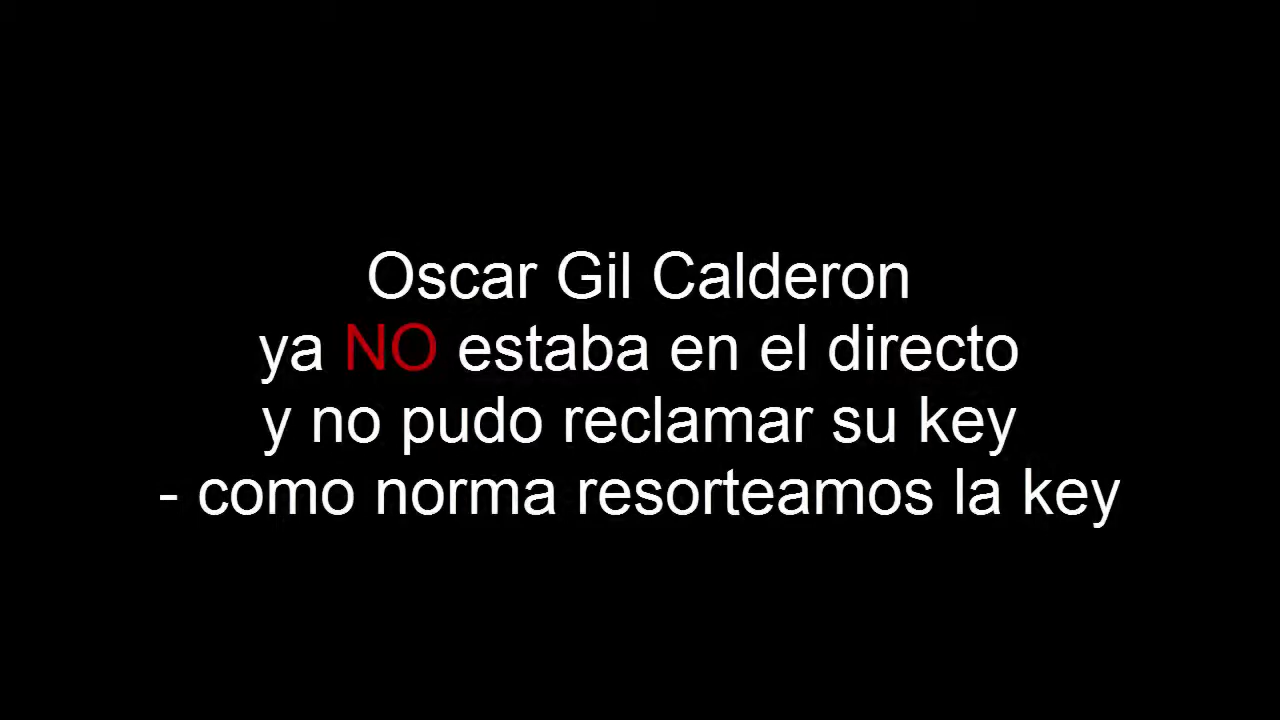 Oscar Gil Calderon
ya NO estaba en el directo
y no pudo reclamar su key
- como norma resorteamos la key